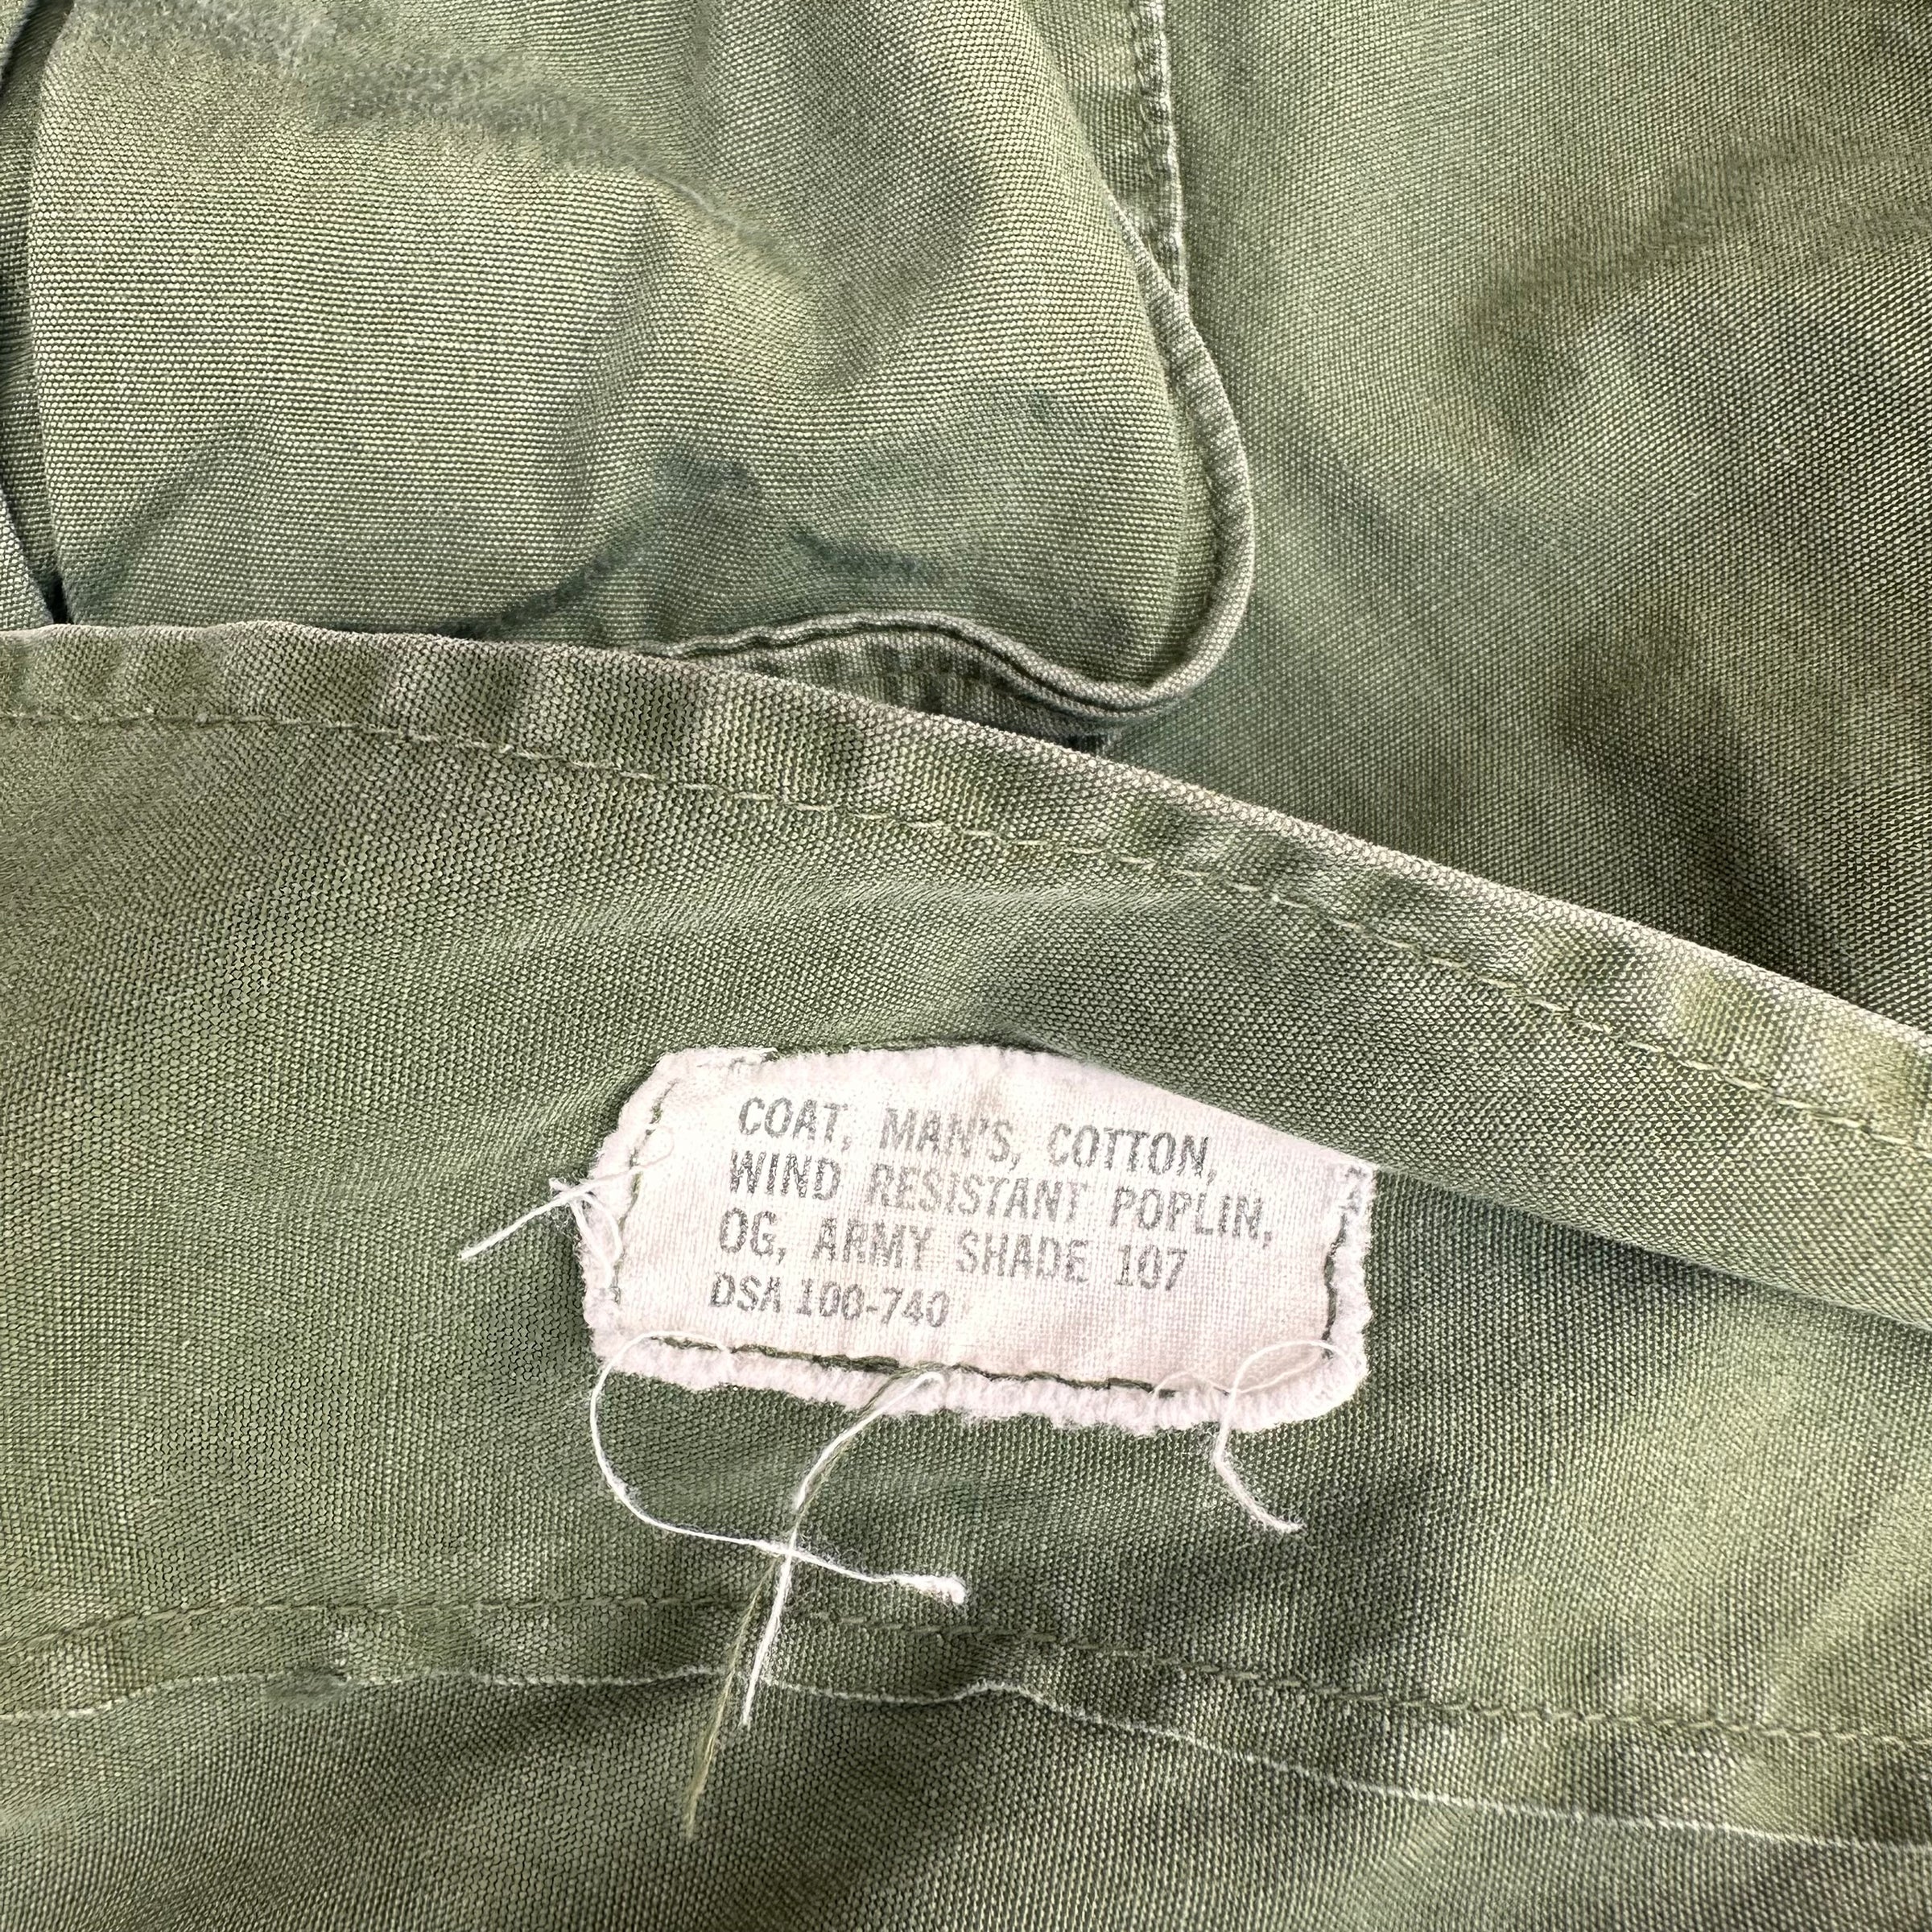 COAT, MAN'S, COTTON,
WIND RESISTANT POPLIN,
OG, ARMY SHADE 107
DSA 100-740